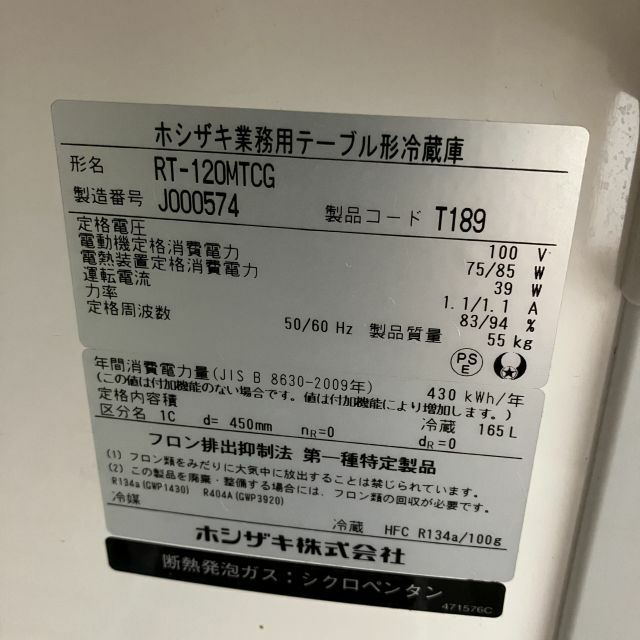 ホシザキ業務用テーブル形冷蔵庫
形名 RT-120MTCG
製造番号 J000574 製品コード T189
定格電圧 100 V
電動機定格消費電力 75/85 W
電熱装置定格消費電力 39 W
運転電流 1.1/1.1 A
力率 83/94 %
定格周波数 50/60 Hz 製品質量 55 kg
PS E
年間消費電力量(JIS B 8630-2009年) 430 kWh/年
(この値は付加機能のない場合です。値は付加機能により増加します。)
定格内容積 冷蔵 165L
区分名 1C d= 450mm nR=0 dR=0
フロン排出抑制法 第一種特定製品
(1) フロン類をみだりに大気中に放出することは禁じられています。
(2) この製品を廃棄・整備する場合には、フロン類の回収が必要です。
R134a(GWP1430) R404A(GWP3920)
冷媒 冷蔵 HFC R134a/100g
ホシザキ株式会社
断熱発泡ガス:シクロペンタン
471576C